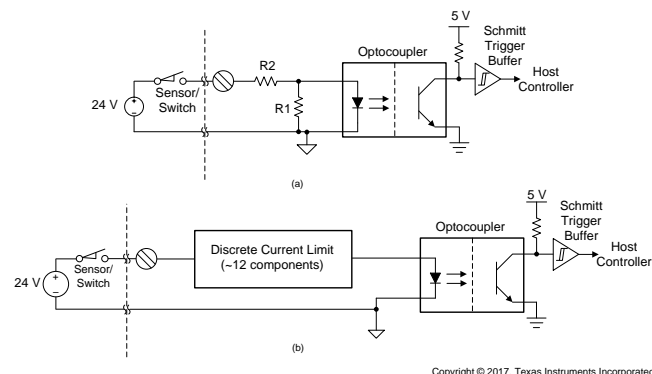 5 V
Schmitt
Trigger
Buffer
Optocoupler
Host
Controller
R2
R1
Sensor/
Switch
24 V
+
−
(a)
5 V
Schmitt
Trigger
Buffer
Optocoupler
Host
Controller
Discrete Current Limit
(~12 components)
Sensor/
Switch
24 V
+
−
(b)
Copyright © 2017, Texas Instruments Incorporated